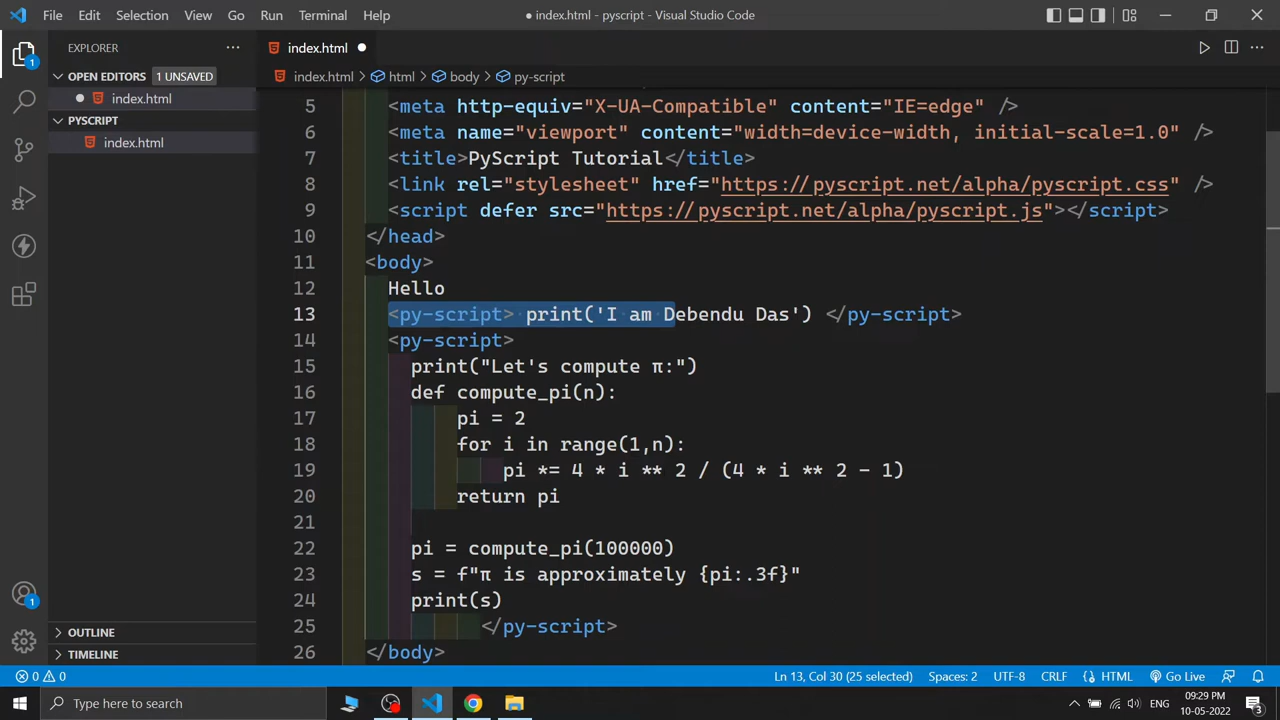 File Edit Selection View Go Run Terminal Help
● index.html - pyscript - Visual Studio Code
EXPLORER ···
index.html ●
OPEN EDITORS 1 UNSAVED
● index.html
PYSCRIPT
index.html
index.html > html > body > py-script
5 <meta http-equiv="X-UA-Compatible" content="IE=edge" />
6 <meta name="viewport" content="width=device-width, initial-scale=1.0" />
7 <title>PyScript Tutorial</title>
8 <link rel="stylesheet" href="https://pyscript.net/alpha/pyscript.css" />
9 <script defer src="https://pyscript.net/alpha/pyscript.js"></script>
10 </head>
11 <body>
12 Hello
13 <py-script> print('I am Debendu Das') </py-script>
14 <py-script>
15 print("Let's compute π:")
16 def compute_pi(n):
17 pi = 2
18 for i in range(1,n):
19 pi *= 4 * i ** 2 / (4 * i ** 2 - 1)
20 return pi
21
22 pi = compute_pi(100000)
23 s = f"π is approximately {pi:.3f}"
24 print(s)
25 </py-script>
26 </body>
1
1
OUTLINE
TIMELINE
0 0
Ln 13, Col 30 (25 selected) Spaces: 2 UTF-8 CRLF HTML Go Live
Type here to search
ENG
09:29 PM
10-05-2022
3